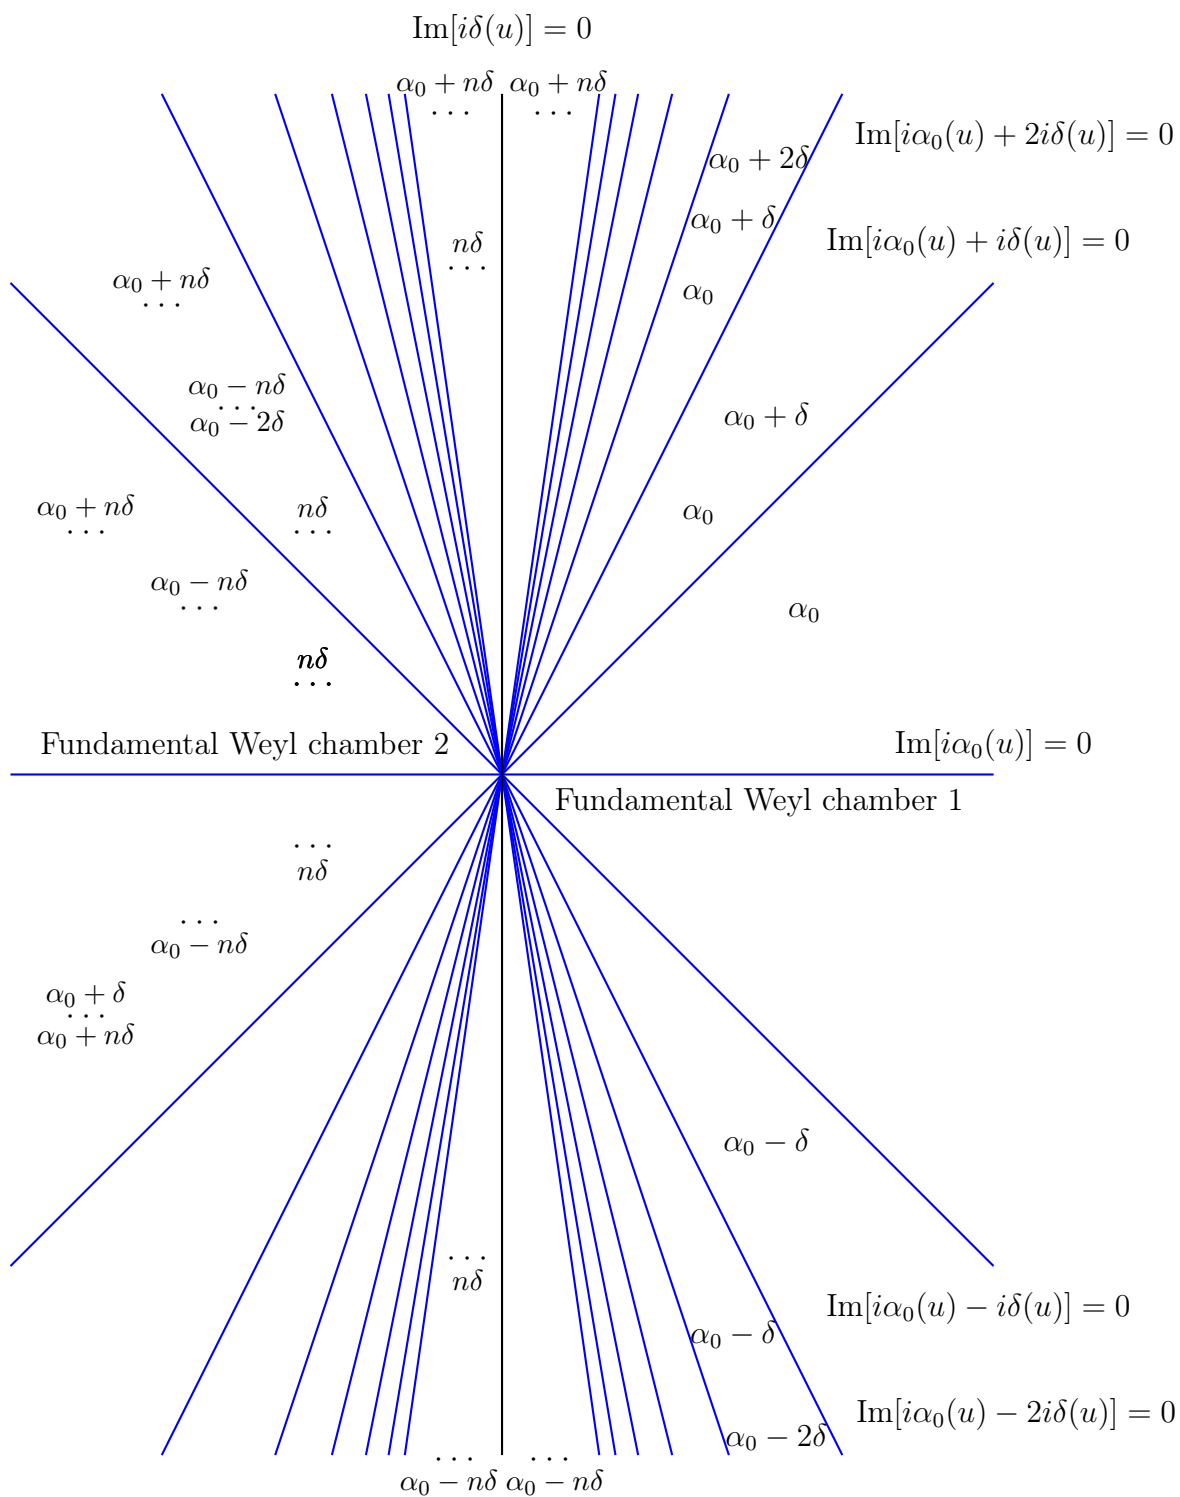 Im[iδ(u)] = 0
α₀ + nδ α₀ + nδ
··· ···
Im[iα₀(u) + 2iδ(u)] = 0
α₀ + 2δ
α₀ + δ
Im[iα₀(u) + iδ(u)] = 0
nδ
···
α₀ + nδ
···
α₀
α₀ − nδ
···
α₀ − 2δ
α₀ + δ
α₀ + nδ
···
nδ
···
α₀
α₀ − nδ
···
α₀
nδ
···
Fundamental Weyl chamber 2
Im[iα₀(u)] = 0
Fundamental Weyl chamber 1
···
nδ
···
α₀ − nδ
α₀ + δ
···
α₀ + nδ
α₀ − δ
···
nδ
Im[iα₀(u) − iδ(u)] = 0
α₀ − δ
Im[iα₀(u) − 2iδ(u)] = 0
α₀ − 2δ
··· ···
α₀ − nδ α₀ − nδ